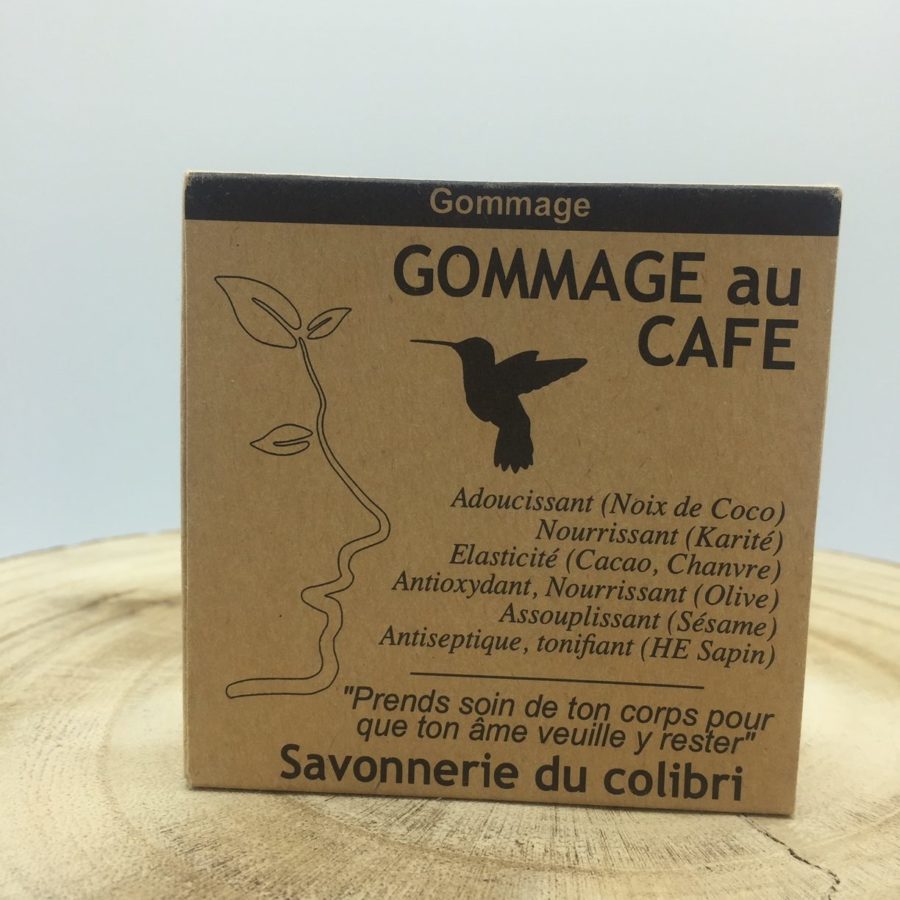 Gommage
GOMMAGE au
CAFE
Adoucissant (Noix de Coco)
Nourrissant (Karité)
Elasticité (Cacao, Chanvre)
Antioxydant, Nourrissant (Olive)
Assouplissant (Sésame)
Antiseptique, tonifiant (HE Sapin)
"Prends soin de ton corps pour
que ton âme veuille y rester"
Savonnerie du colibri